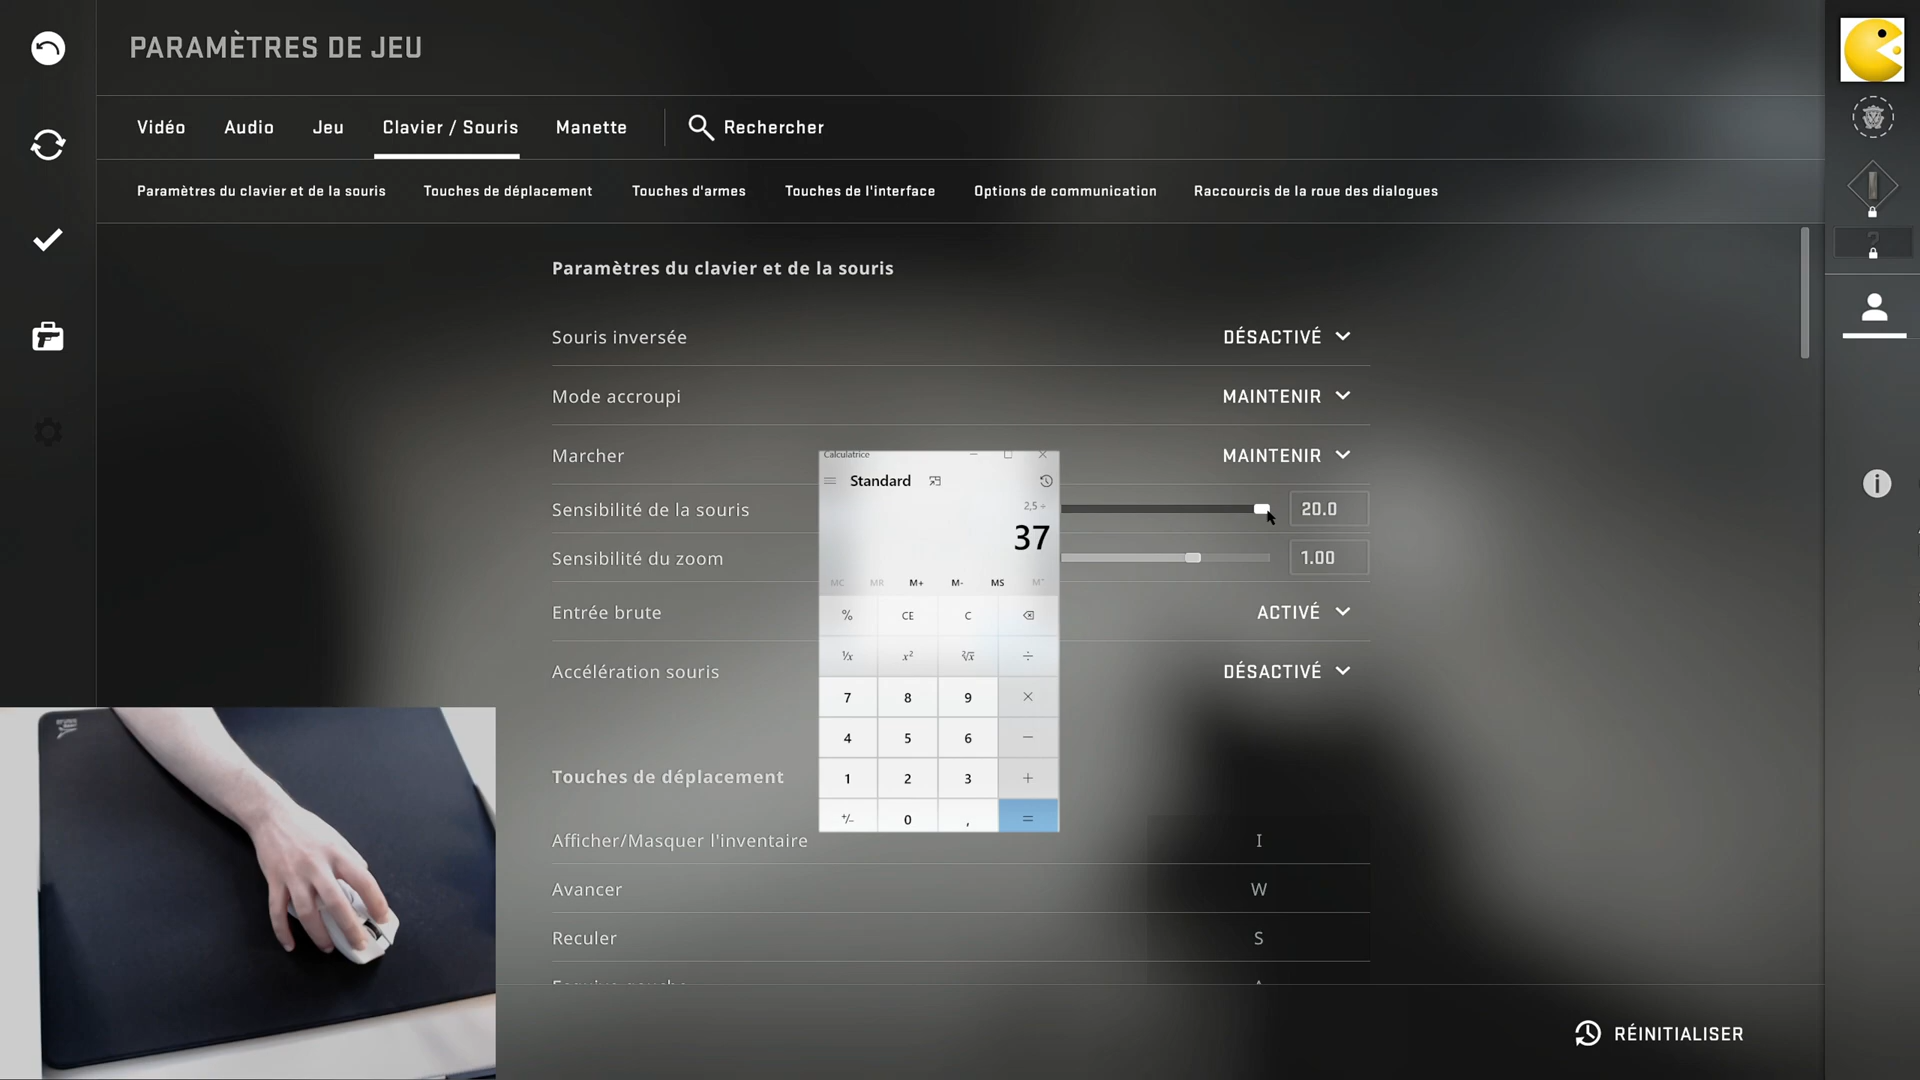 PARAMÈTRES DE JEU
Vidéo Audio Jeu Clavier / Souris Manette Rechercher
Paramètres du clavier et de la souris Touches de déplacement Touches d'armes Touches de l'interface Options de communication Raccourcis de la roue des dialogues
Paramètres du clavier et de la souris
Souris inversée DÉSACTIVÉ
Mode accroupi MAINTENIR
Marcher MAINTENIR
Sensibilité de la souris 20.0
Sensibilité du zoom 1.00
Entrée brute ACTIVÉ
Accélération souris DÉSACTIVÉ
Calculatrice
Standard
2,5 ÷
37
MC MR M+ M- MS M˅
% CE C
⅟x x² ²√x ÷
7 8 9 ×
4 5 6 −
1 2 3 +
+/− 0 , =
Touches de déplacement
Afficher/Masquer l'inventaire I
Avancer W
Reculer S
RÉINITIALISER